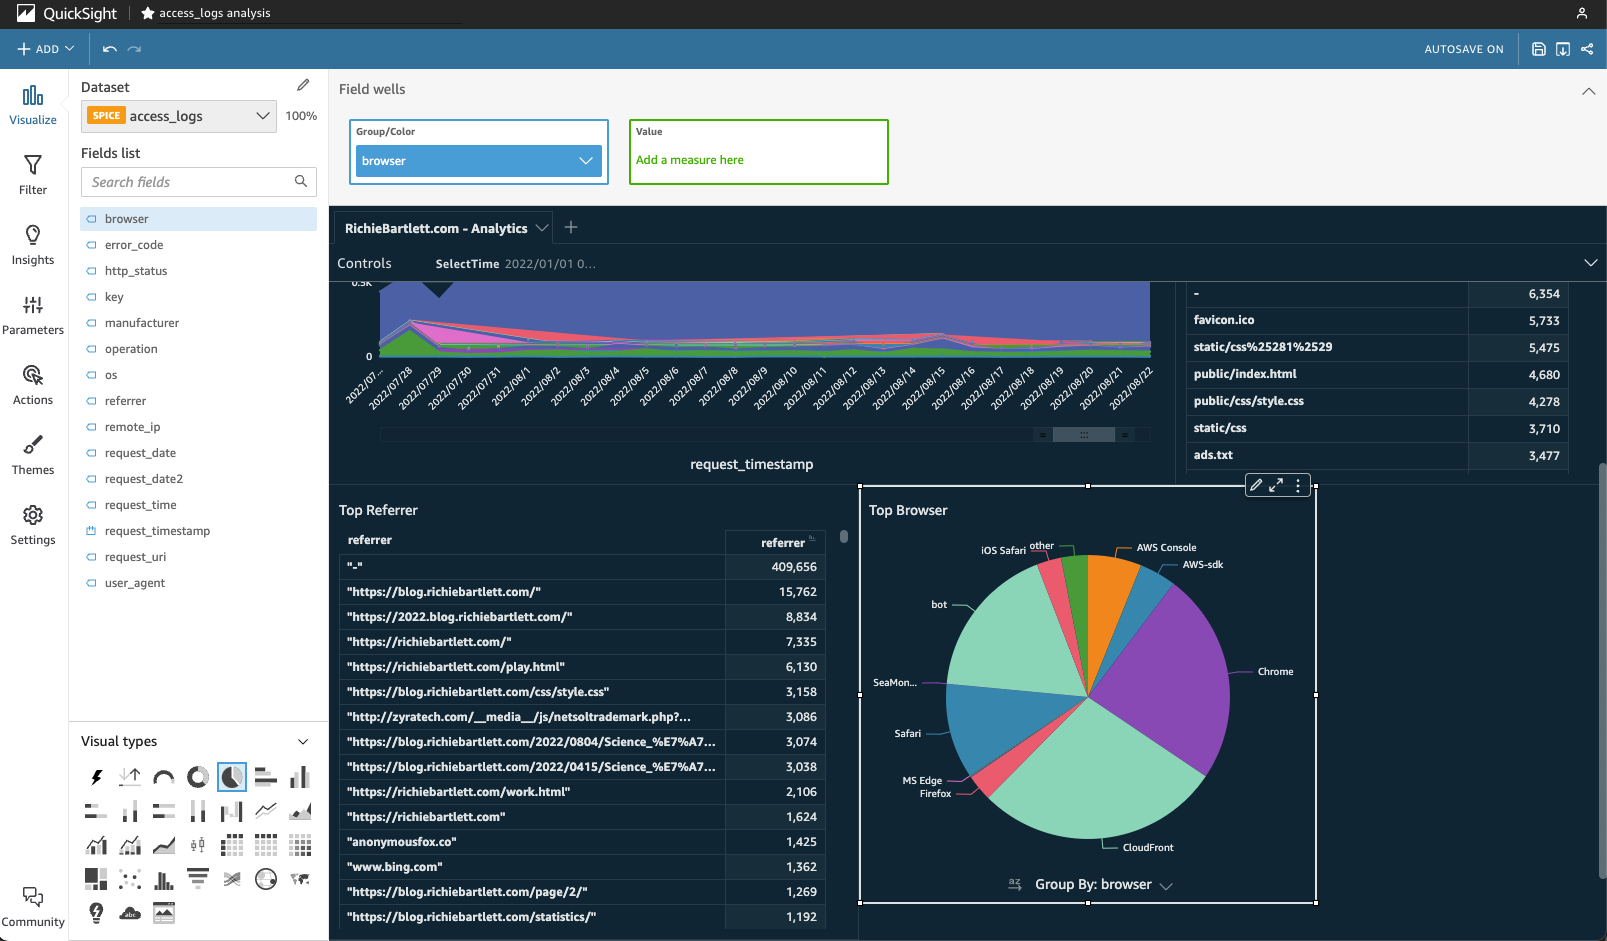 QuickSight
access_logs analysis
ADD
AUTOSAVE ON
Visualize
Filter
Insights
Parameters
Actions
Themes
Settings
Community
Dataset
SPICE access_logs
100%
Fields list
Search fields
browser
error_code
http_status
key
manufacturer
operation
os
referrer
remote_ip
request_date
request_date2
request_time
request_timestamp
request_uri
user_agent
Visual types
abc
Field wells
Group/Color
browser
Value
Add a measure here
RichieBartlett.com - Analytics
Controls
SelectTime 2022/01/01 0...
0.5K
0
2022/07...
2022/07/28
2022/07/29
2022/07/30
2022/07/31
2022/08/1
2022/08/2
2022/08/3
2022/08/4
2022/08/5
2022/08/6
2022/08/7
2022/08/8
2022/08/9
2022/08/10
2022/08/11
2022/08/12
2022/08/13
2022/08/14
2022/08/15
2022/08/16
2022/08/17
2022/08/18
2022/08/19
2022/08/20
2022/08/21
2022/08/22
request_timestamp
- 6,354
favicon.ico 5,733
static/css%25281%2529 5,475
public/index.html 4,680
public/css/style.css 4,278
static/css 3,710
ads.txt 3,477
Top Referrer
referrer referrer
"-" 409,656
"https://blog.richiebartlett.com/" 15,762
"https://2022.blog.richiebartlett.com/" 8,834
"https://richiebartlett.com/" 7,335
"https://richiebartlett.com/play.html" 6,130
"https://blog.richiebartlett.com/css/style.css" 3,158
"http://zyratech.com/__media__/js/netsoltrademark.php?... 3,086
"https://blog.richiebartlett.com/2022/0804/Science_%E7%A7... 3,074
"https://blog.richiebartlett.com/2022/0415/Science_%E7%A7... 3,038
"https://richiebartlett.com/work.html" 2,106
"https://richiebartlett.com" 1,624
"anonymousfox.co" 1,425
"www.bing.com" 1,362
"https://blog.richiebartlett.com/page/2/" 1,269
"https://blog.richiebartlett.com/statistics/" 1,192
Top Browser
other
AWS Console
iOS Safari
AWS-sdk
bot
Chrome
SeaMon...
Safari
MS Edge
Firefox
CloudFront
az
Group By: browser